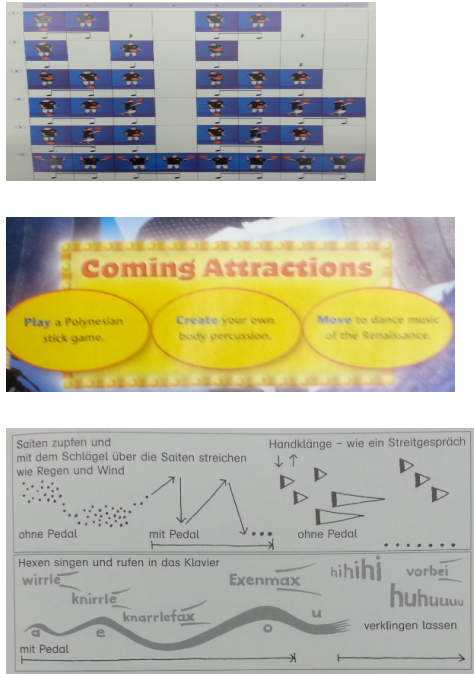 Coming Attractions
Play a Polynesian
stick game.
Create your own
body percussion.
Move to dance music
of the Renaissance.
Saiten zupfen und
mit dem Schlägel über die Saiten streichen
wie Regen und Wind
Handklänge – wie ein Streitgespräch
ohne Pedal
mit Pedal
ohne Pedal
Hexen singen und rufen in das Klavier
wirrle
knirrle
knarrlefax
Exenmax
hihihihi
vorbei
huhuuuu
a
e
o
u
verklingen lassen
mit Pedal